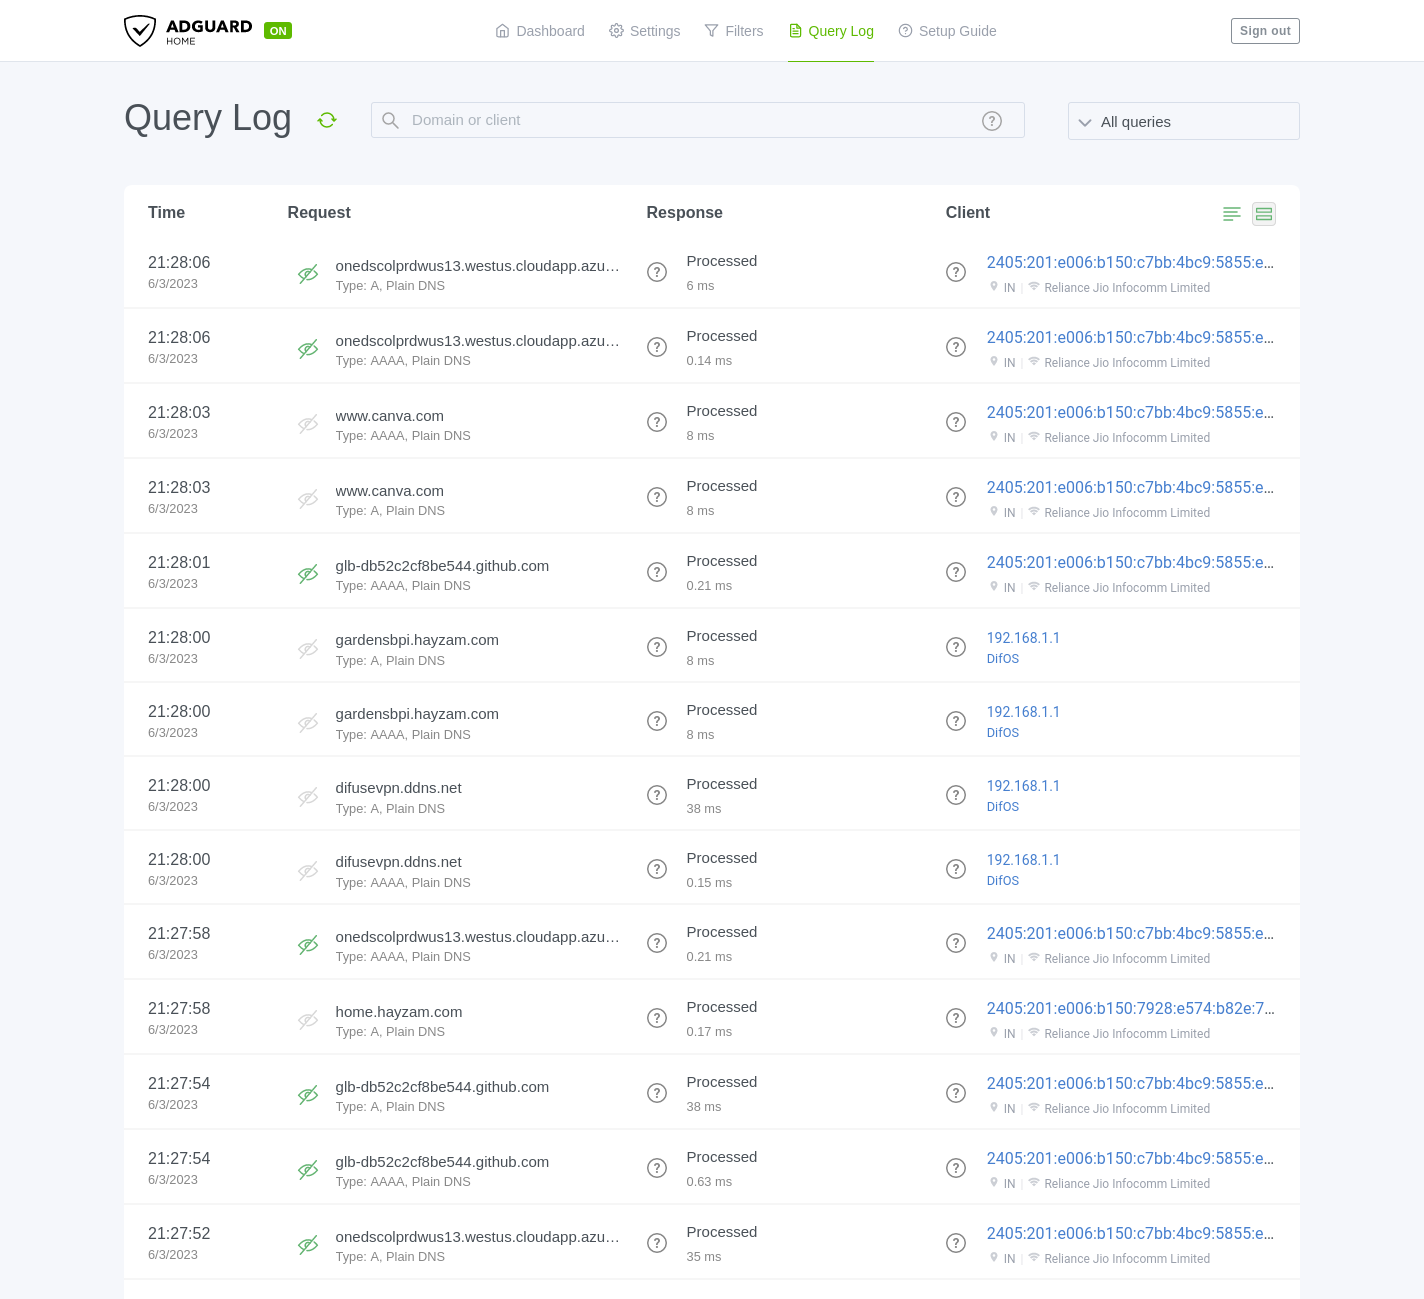 ADGUARD
HOME
ON
Dashboard
Settings
Filters
Query Log
Setup Guide
Sign out
Query Log
Domain or client
All queries
Time Request Response Client
21:28:06 onedscolprdwus13.westus.cloudapp.azu… Processed 2405:201:e006:b150:c7bb:4bc9:5855:e…
6/3/2023 Type: A, Plain DNS 6 ms IN | Reliance Jio Infocomm Limited
21:28:06 onedscolprdwus13.westus.cloudapp.azu… Processed 2405:201:e006:b150:c7bb:4bc9:5855:e…
6/3/2023 Type: AAAA, Plain DNS 0.14 ms IN | Reliance Jio Infocomm Limited
21:28:03 www.canva.com Processed 2405:201:e006:b150:c7bb:4bc9:5855:e…
6/3/2023 Type: AAAA, Plain DNS 8 ms IN | Reliance Jio Infocomm Limited
21:28:03 www.canva.com Processed 2405:201:e006:b150:c7bb:4bc9:5855:e…
6/3/2023 Type: A, Plain DNS 8 ms IN | Reliance Jio Infocomm Limited
21:28:01 glb-db52c2cf8be544.github.com Processed 2405:201:e006:b150:c7bb:4bc9:5855:e…
6/3/2023 Type: AAAA, Plain DNS 0.21 ms IN | Reliance Jio Infocomm Limited
21:28:00 gardensbpi.hayzam.com Processed 192.168.1.1
6/3/2023 Type: A, Plain DNS 8 ms DifOS
21:28:00 gardensbpi.hayzam.com Processed 192.168.1.1
6/3/2023 Type: AAAA, Plain DNS 8 ms DifOS
21:28:00 difusevpn.ddns.net Processed 192.168.1.1
6/3/2023 Type: A, Plain DNS 38 ms DifOS
21:28:00 difusevpn.ddns.net Processed 192.168.1.1
6/3/2023 Type: AAAA, Plain DNS 0.15 ms DifOS
21:27:58 onedscolprdwus13.westus.cloudapp.azu… Processed 2405:201:e006:b150:c7bb:4bc9:5855:e…
6/3/2023 Type: AAAA, Plain DNS 0.21 ms IN | Reliance Jio Infocomm Limited
21:27:58 home.hayzam.com Processed 2405:201:e006:b150:7928:e574:b82e:7…
6/3/2023 Type: A, Plain DNS 0.17 ms IN | Reliance Jio Infocomm Limited
21:27:54 glb-db52c2cf8be544.github.com Processed 2405:201:e006:b150:c7bb:4bc9:5855:e…
6/3/2023 Type: A, Plain DNS 38 ms IN | Reliance Jio Infocomm Limited
21:27:54 glb-db52c2cf8be544.github.com Processed 2405:201:e006:b150:c7bb:4bc9:5855:e…
6/3/2023 Type: AAAA, Plain DNS 0.63 ms IN | Reliance Jio Infocomm Limited
21:27:52 onedscolprdwus13.westus.cloudapp.azu… Processed 2405:201:e006:b150:c7bb:4bc9:5855:e…
6/3/2023 Type: A, Plain DNS 35 ms IN | Reliance Jio Infocomm Limited